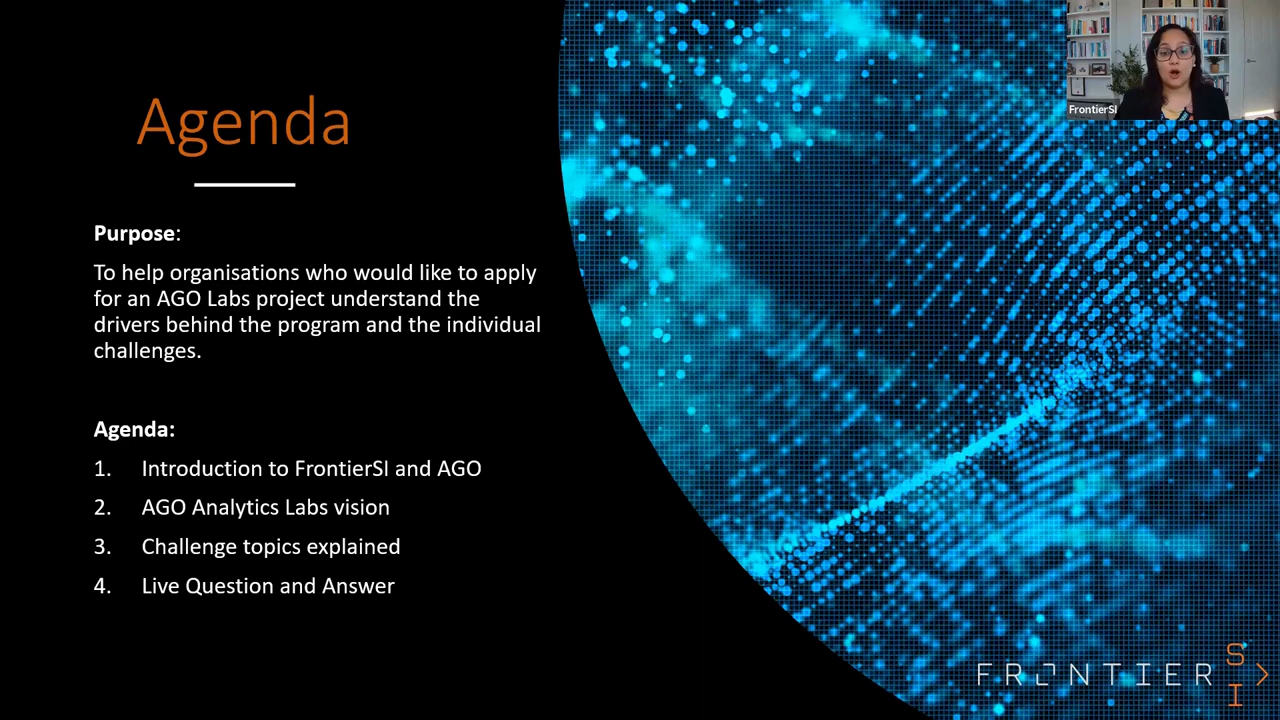 Agenda
Purpose:
To help organisations who would like to apply
for an AGO Labs project understand the
drivers behind the program and the individual
challenges.
Agenda:
1. Introduction to FrontierSI and AGO
2. AGO Analytics Labs vision
3. Challenge topics explained
4. Live Question and Answer
FrontierSI
FRONTIER SI